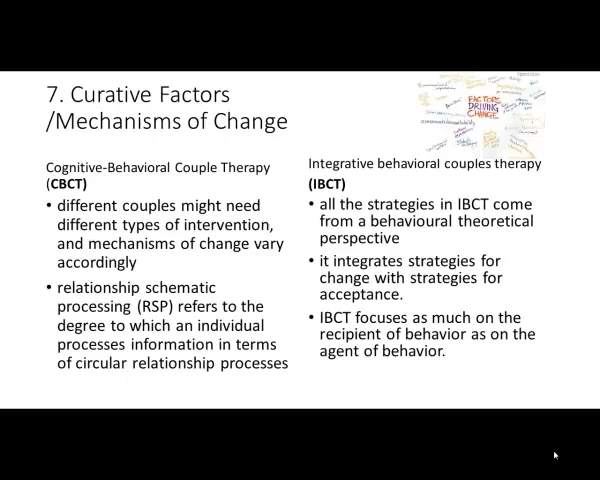 7. Curative Factors
/Mechanisms of Change
FACTORS
DRIVING
CHANGE
Cognitive-Behavioral Couple Therapy
(CBCT)
• different couples might need
different types of intervention,
and mechanisms of change vary
accordingly
• relationship schematic
processing (RSP) refers to the
degree to which an individual
processes information in terms
of circular relationship processes
Integrative behavioral couples therapy
(IBCT)
• all the strategies in IBCT come
from a behavioural theoretical
perspective
• it integrates strategies for
change with strategies for
acceptance.
• IBCT focuses as much on the
recipient of behavior as on the
agent of behavior.